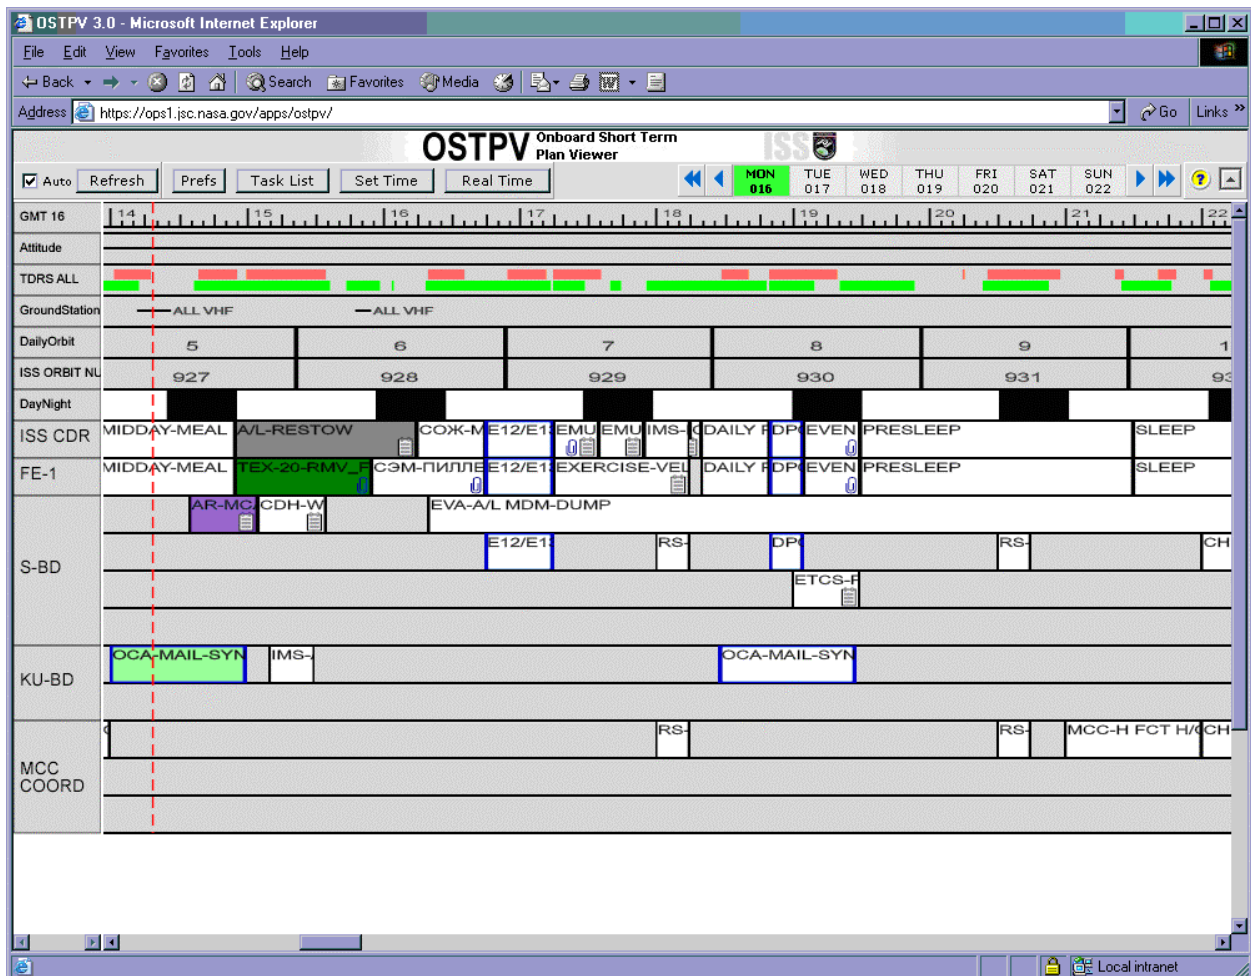 OSTPV 3.0 - Microsoft Internet Explorer
File Edit View Favorites Tools Help
Back Search Favorites Media
Address https://ops1.jsc.nasa.gov/apps/ostpv/ Go Links »
OSTPV Onboard Short Term Plan Viewer ISS
Auto Refresh Prefs Task List Set Time Real Time MON 016 TUE 017 WED 018 THU 019 FRI 020 SAT 021 SUN 022 ?
GMT 16 14 15 16 17 18 19 20 21 22
Attitude
TDRS ALL
GroundStation ALL VHF ALL VHF
DailyOrbit 5 6 7 8 9 1
ISS ORBIT NU 927 928 929 930 931 93
DayNight
ISS CDR MIDDAY-MEAL A/L-RESTOW СОЖ-М E12/E13 EMU EMU IMS- DAILY P DP EVEN PRESLEEP SLEEP
FE-1 MIDDAY-MEAL TEX-20-RMV_F СЭМ-ПИЛЛЕ E12/E13 EXERCISE-VEL DAILY P DP EVEN PRESLEEP SLEEP
S-BD
AR-MC CDH-W EVA-A/L MDM-DUMP
E12/E13 RS- DP RS- CH
ETCS-F
KU-BD OCA-MAIL-SYN IMS- OCA-MAIL-SYN
MCC COORD
RS- RS- MCC-H FCT H/ CH
Local intranet